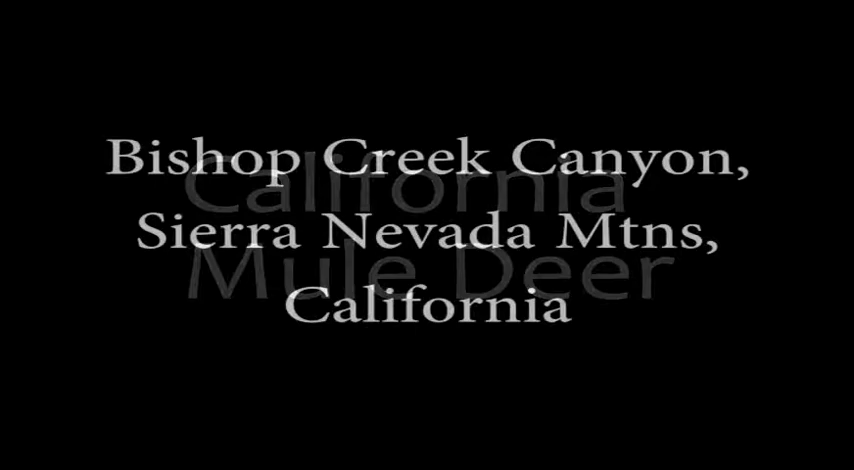 Bishop Creek Canyon,
California
Sierra Nevada Mtns,
Mule Deer
California